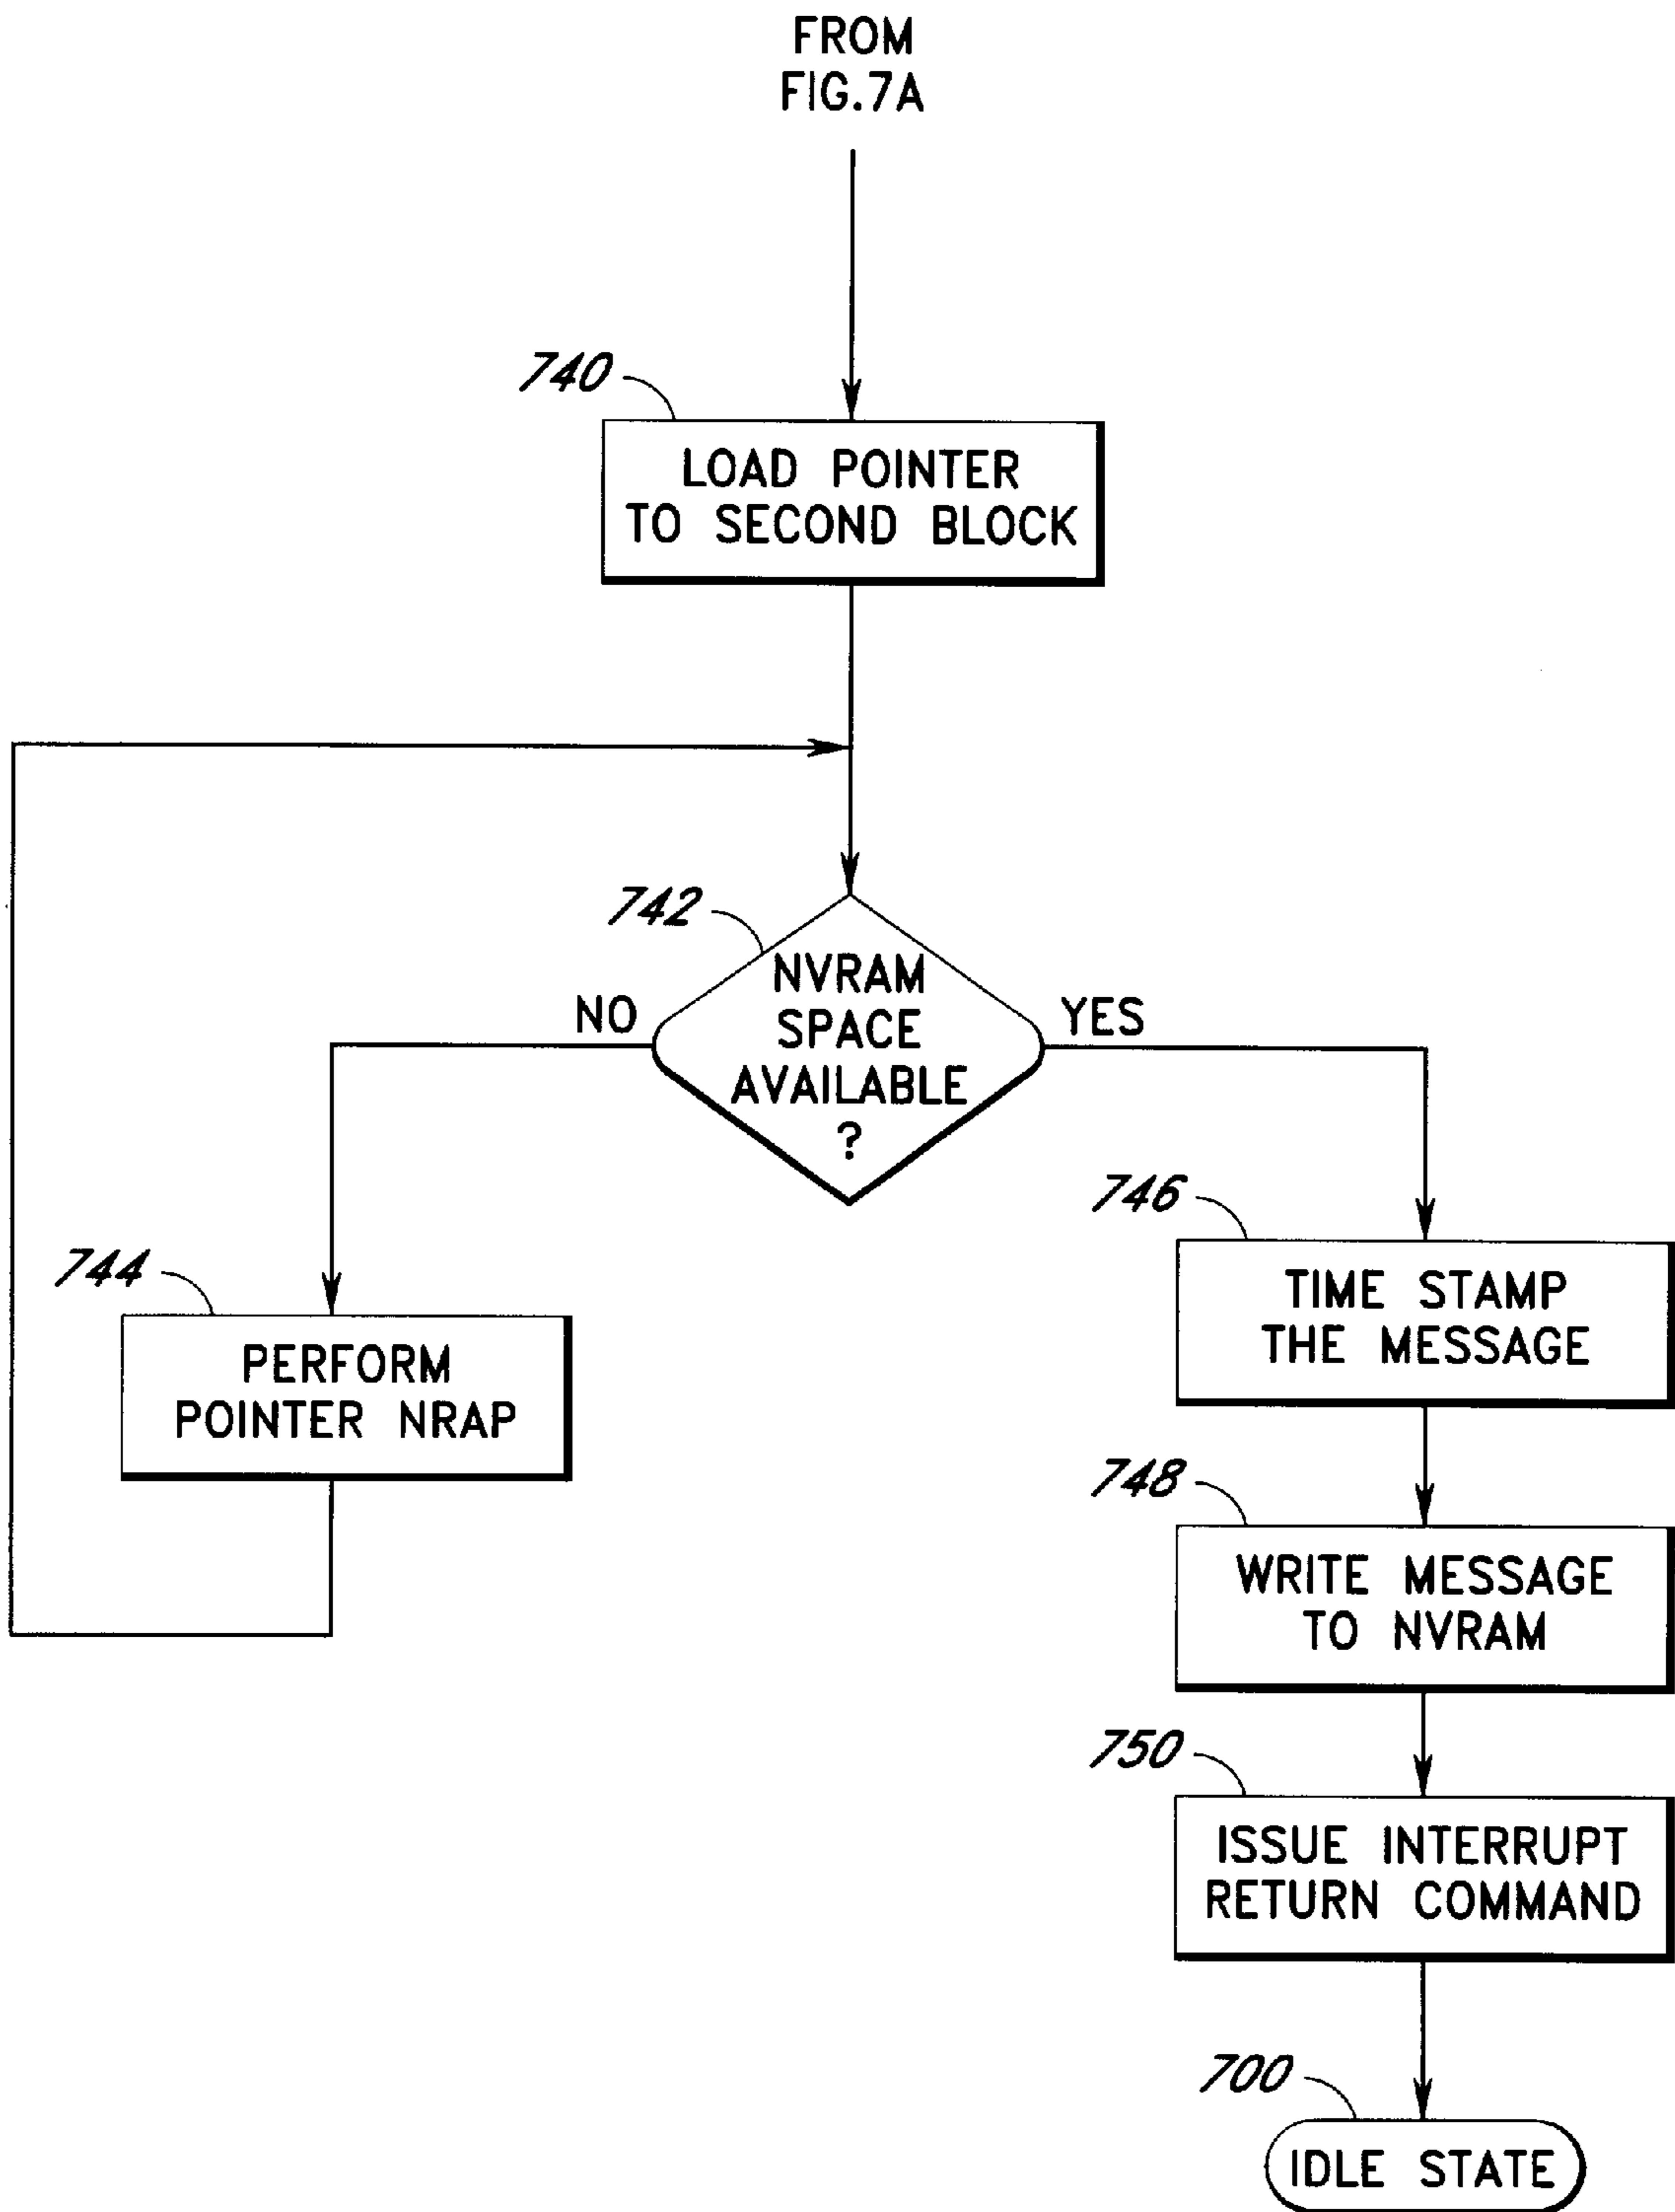 FROM
FIG.7A
740
LOAD POINTER
TO SECOND BLOCK
742
NVRAM
SPACE
AVAILABLE
?
NO
YES
744
PERFORM
POINTER NRAP
746
TIME STAMP
THE MESSAGE
748
WRITE MESSAGE
TO NVRAM
750
ISSUE INTERRUPT
RETURN COMMAND
700
IDLE STATE